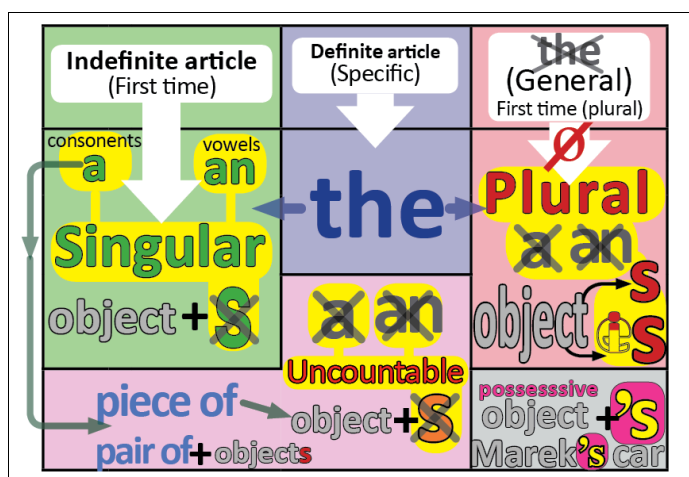 Indefinite article
(First time)
Definite article
(Specific)
the
(General)
First time (plural)
Ø
consonents
a
vowels
an
Singular
object + S
the
Plural
a an
object s
es
a an
Uncountable
object + S
piece of
pair of + objects
possesssive
object + 's
Marek's car